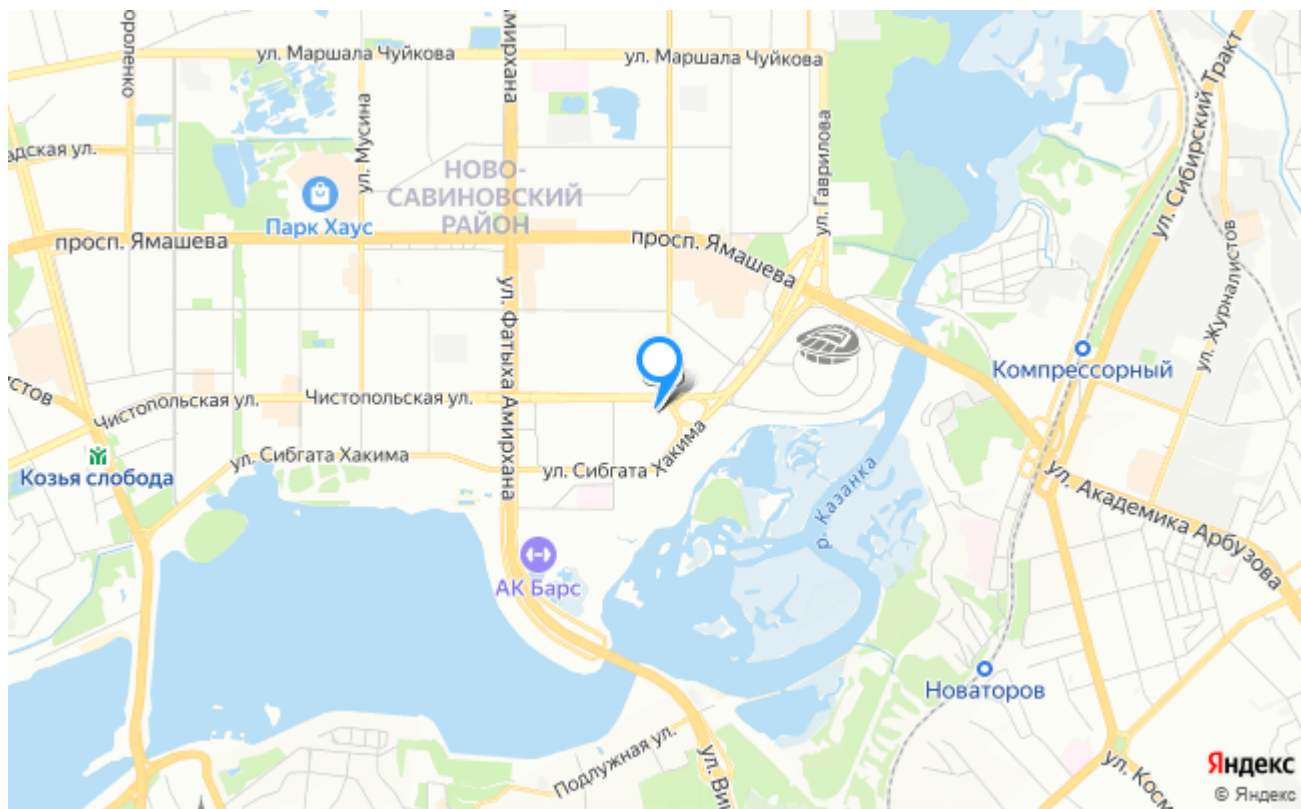 ороленко
ул. Маршала Чуйкова
ул. Маршала Чуйкова
Амирхана
ул. Сибирский Тракт
ул. Мусина
ул. Гаврилова
адская ул.
НОВО-
САВИНОВСКИЙ
РАЙОН
Парк Хаус
просп. Ямашева
просп. Ямашева
ул. Журналистов
ул. Фатыха Амирхана
Компрессорный
истов
Чистопольская ул.
Чистопольская ул.
ул. Сибгата Хакима
ул. Сибгата Хакима
Козья слобода
р. Казанка
ул. Академика Арбузова
АК Барс
Новаторов
Подлужная ул.
ул. Ви
ул. Косм
Яндекс
© Яндекс